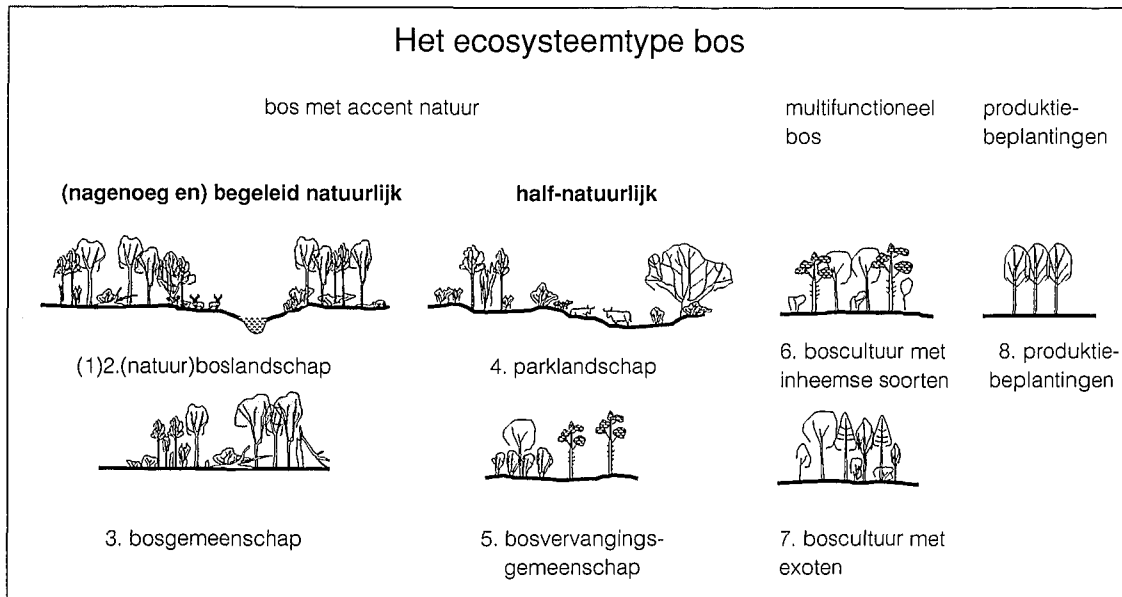 Het ecosysteemtype bos
bos met accent natuur
multifunctioneel
bos
produktie-
beplantingen
(nagenoeg en) begeleid natuurlijk
half-natuurlijk
(1)2.(natuur)boslandschap
4. parklandschap
6. boscultuur met
inheemse soorten
8. produktie-
beplantingen
3. bosgemeenschap
5. bosvervangings-
gemeenschap
7. boscultuur met
exoten